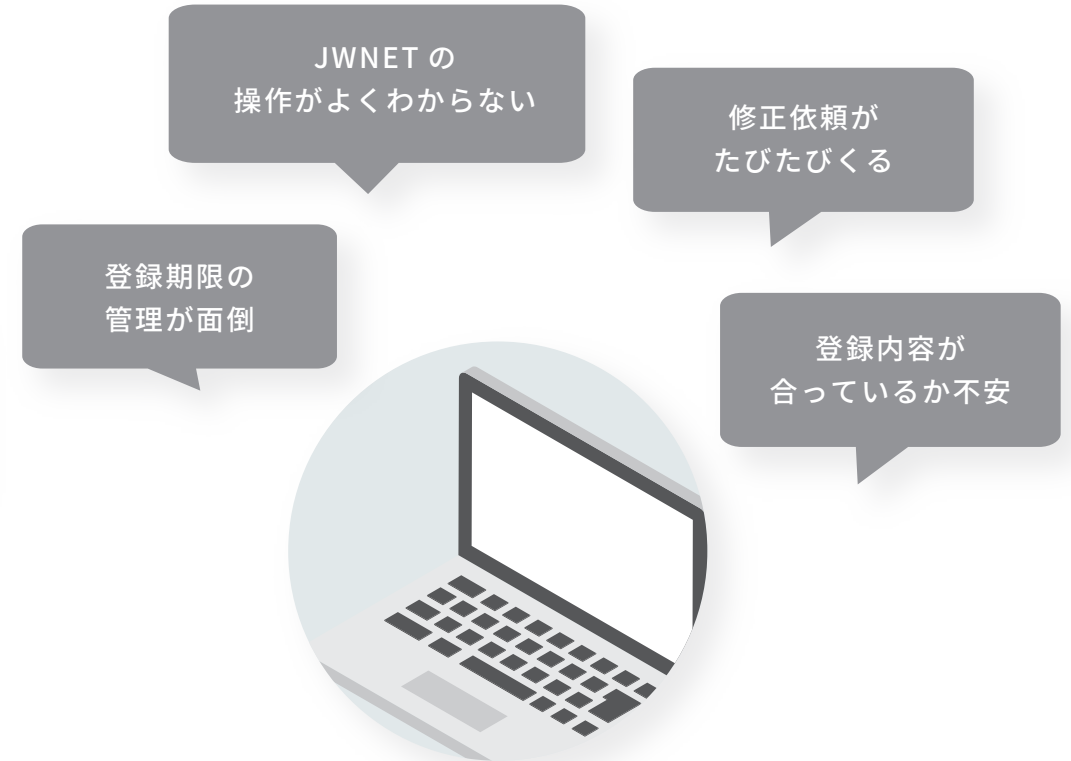 JWNET の
操作がよくわからない
修正依頼が
たびたびくる
登録期限の
管理が面倒
登録内容が
合っているか不安